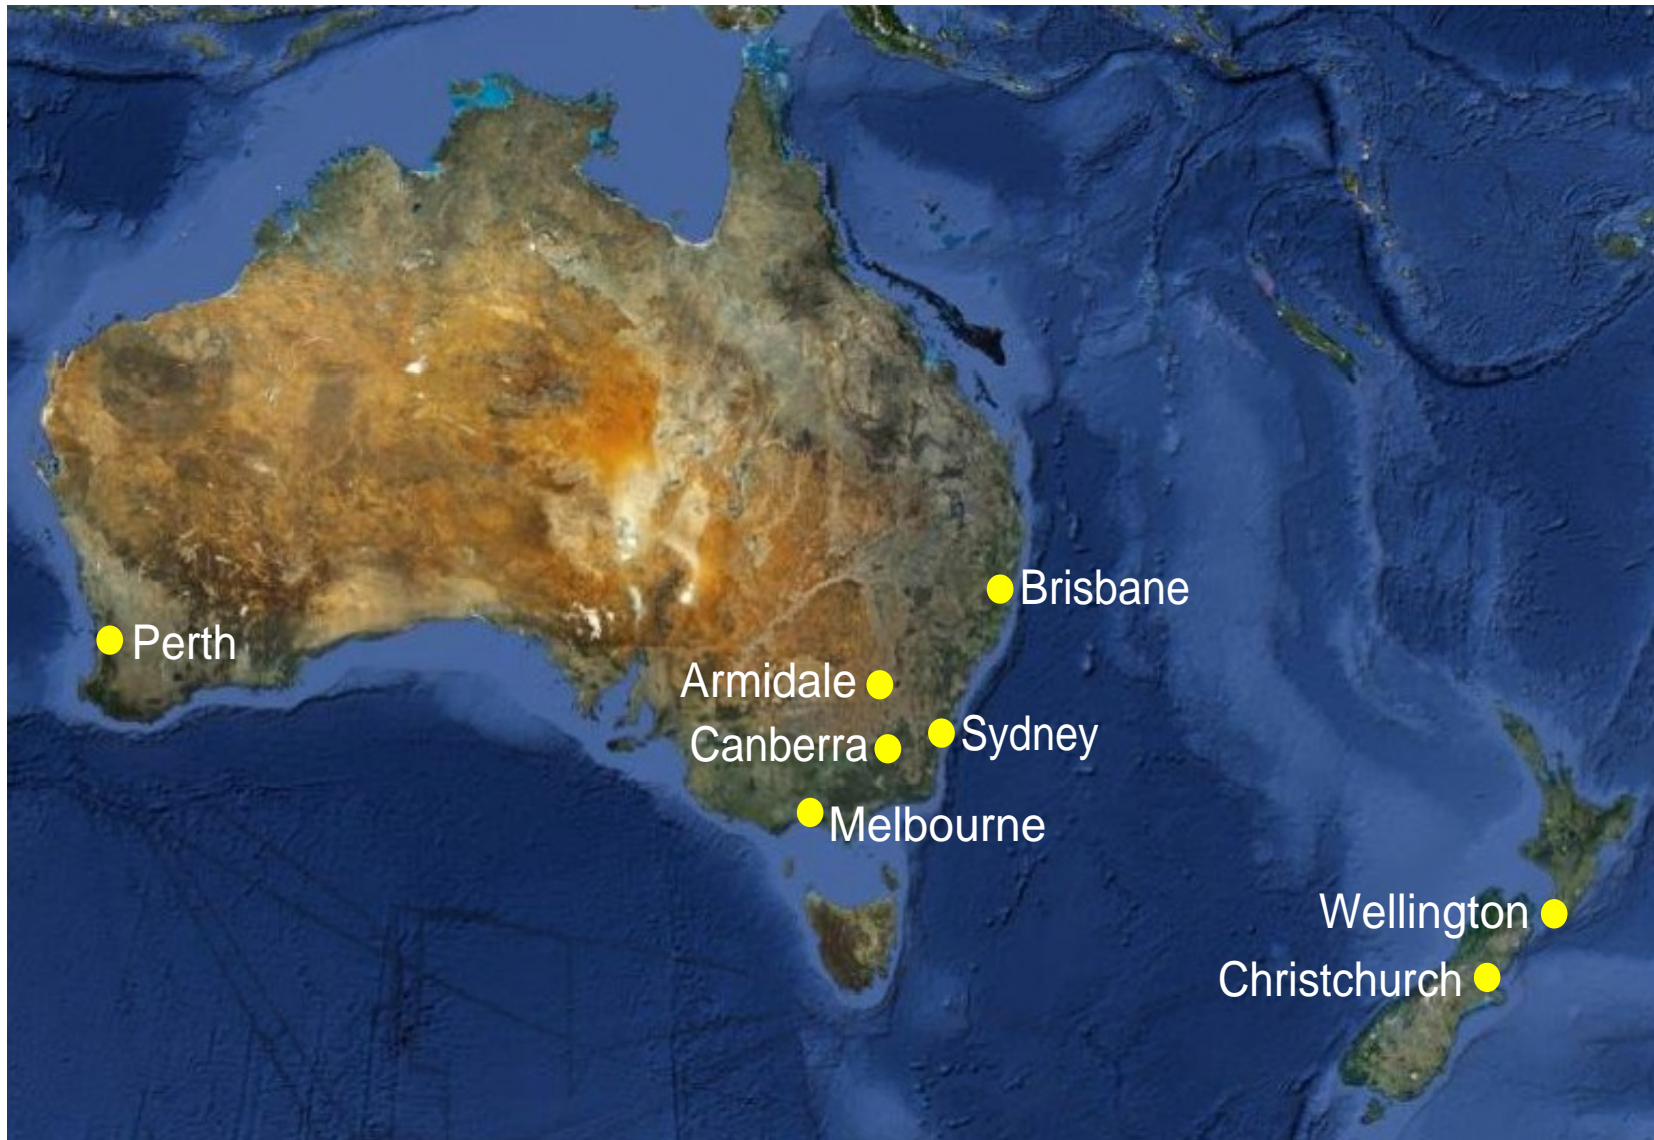 Brisbane
Perth
Armidale
Sydney
Canberra
Melbourne
Wellington
Christchurch